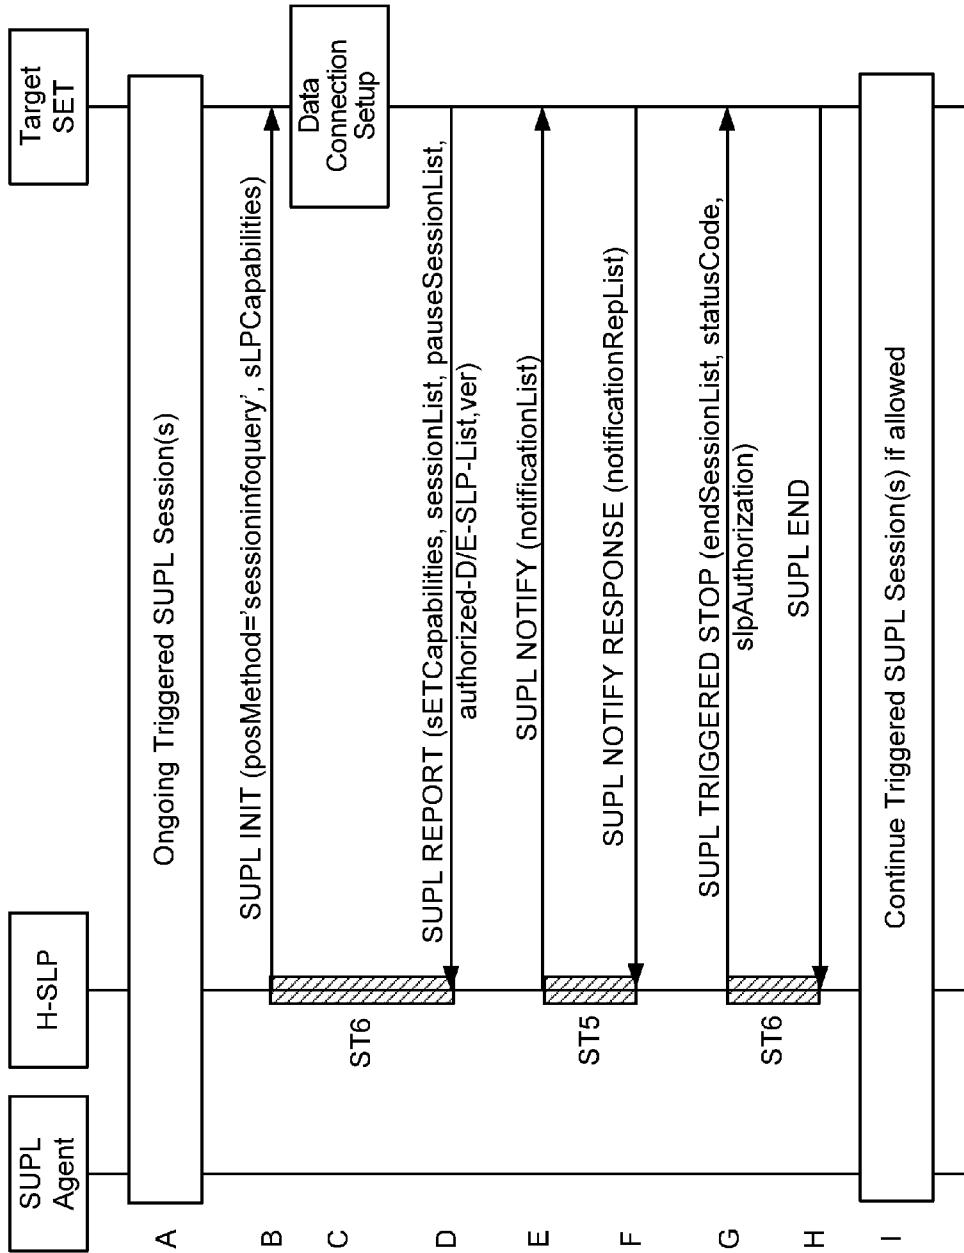 SUPL
Agent
H-SLP
Target
SET
A
Ongoing Triggered SUPL Session(s)
B
SUPL INIT (posMethod='sessioninfoquery', sLPCapabilities)
C
Data
Connection
Setup
ST6
D
SUPL REPORT (sETCapabilities, sessionList, pauseSessionList,
authorized-D/E-SLP-List,ver)
E
SUPL NOTIFY (notificationList)
ST5
F
SUPL NOTIFY RESPONSE (notificationRepList)
G
SUPL TRIGGERED STOP (endSessionList, statusCode,
slpAuthorization)
ST6
H
SUPL END
I
Continue Triggered SUPL Session(s) if allowed